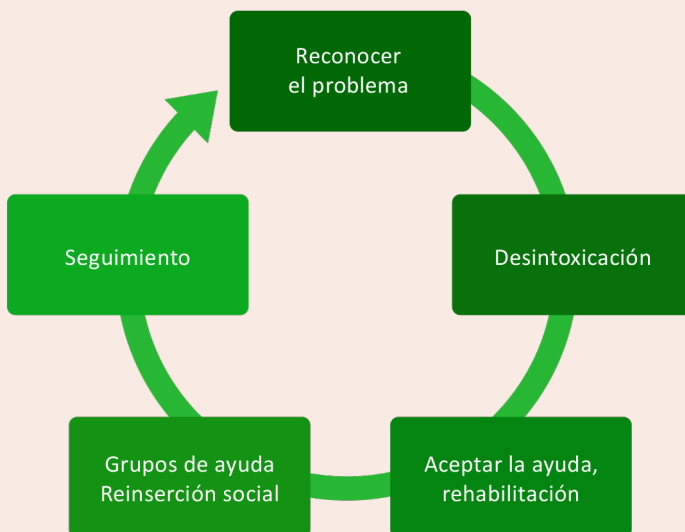 Reconocer
el problema
Desintoxicación
Aceptar la ayuda,
rehabilitación
Grupos de ayuda
Reinserción social
Seguimiento